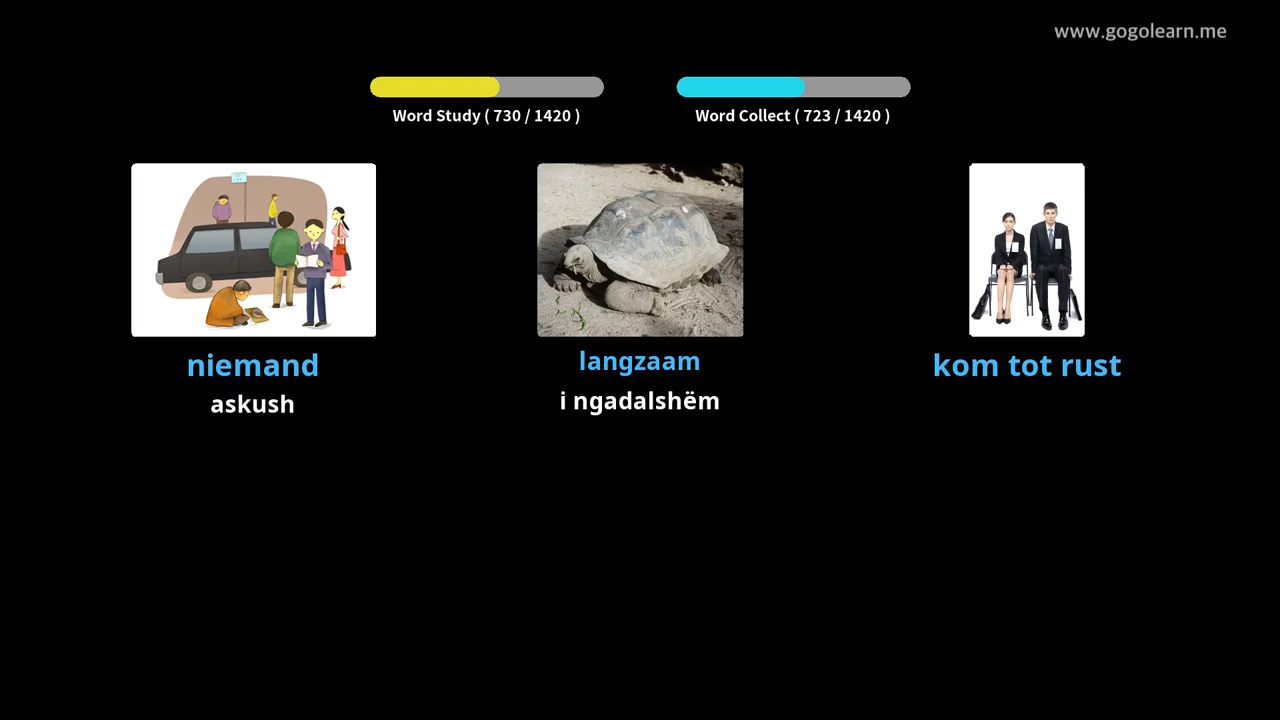 www.gogolearn.me
Word Study ( 730 / 1420 )
Word Collect ( 723 / 1420 )
niemand
askush
langzaam
i ngadalshëm
kom tot rust